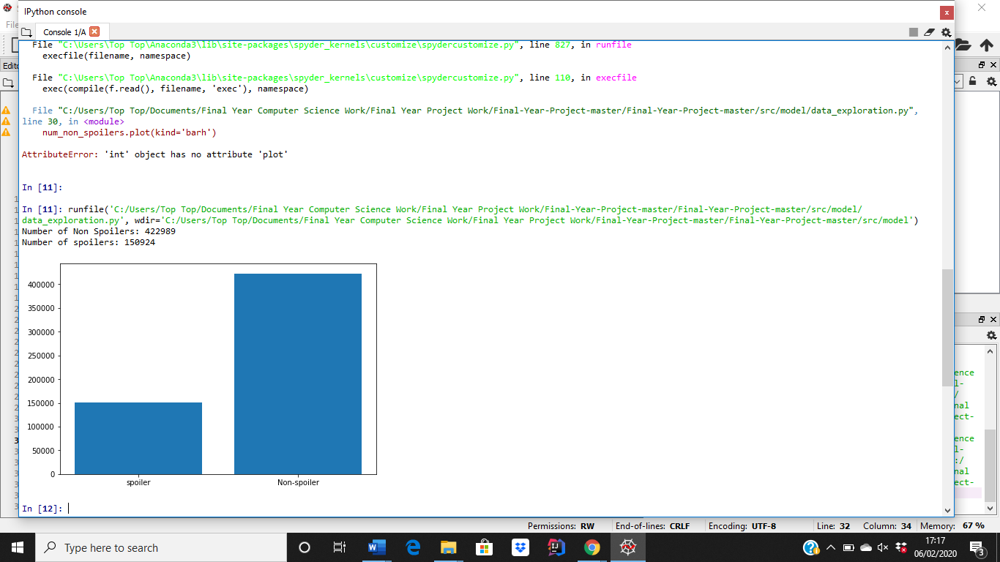 IPython console
Console 1/A
File "C:\Users\Top Top\Anaconda3\lib\site-packages\spyder_kernels\customize\spydercustomize.py", line 827, in runfile
execfile(filename, namespace)
File "C:\Users\Top Top\Anaconda3\lib\site-packages\spyder_kernels\customize\spydercustomize.py", line 110, in execfile
exec(compile(f.read(), filename, 'exec'), namespace)
File "C:/Users/Top Top/Documents/Final Year Computer Science Work/Final Year Project Work/Final-Year-Project-master/Final-Year-Project-master/src/model/data_exploration.py",
line 30, in <module>
num_non_spoilers.plot(kind='barh')
AttributeError: 'int' object has no attribute 'plot'
In [11]:
In [11]: runfile('C:/Users/Top Top/Documents/Final Year Computer Science Work/Final Year Project Work/Final-Year-Project-master/Final-Year-Project-master/src/model/
data_exploration.py', wdir='C:/Users/Top Top/Documents/Final Year Computer Science Work/Final Year Project Work/Final-Year-Project-master/Final-Year-Project-master/src/model')
Number of Non Spoilers: 422989
Number of spoilers: 150924
400000
350000
300000
250000
200000
150000
100000
50000
0
spoiler Non-spoiler
In [12]:
Permissions: RW End-of-lines: CRLF Encoding: UTF-8 Line: 32 Column: 34 Memory: 67 %
Type here to search
17:17
06/02/2020
3